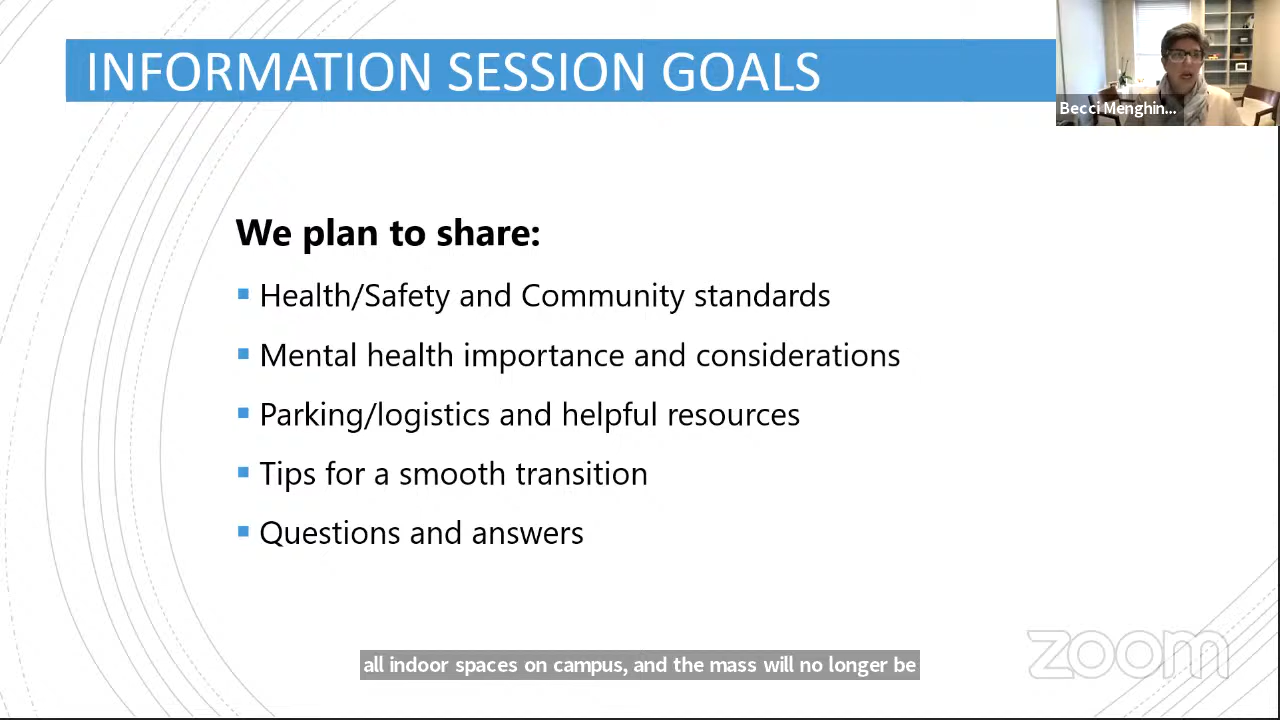 INFORMATION SESSION GOALS
Becci Menghin...
We plan to share:
Health/Safety and Community standards
Mental health importance and considerations
Parking/logistics and helpful resources
Tips for a smooth transition
Questions and answers
all indoor spaces on campus, and the mass will no longer be
zoom